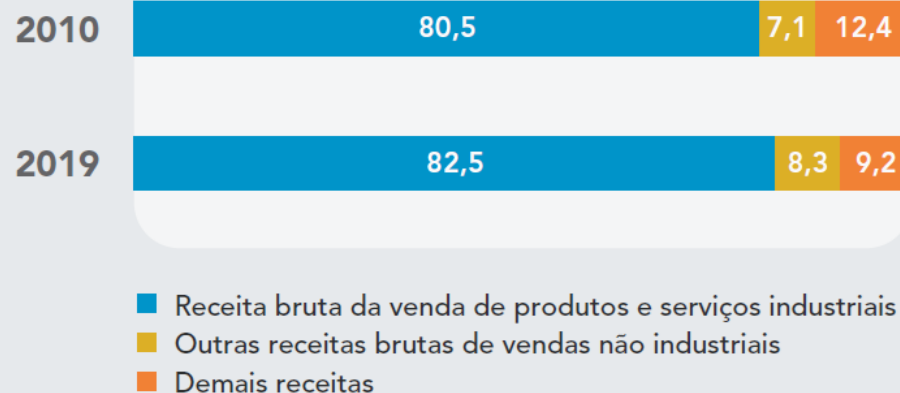 2010 80,5 7,1 12,4
2019 82,5 8,3 9,2
Receita bruta da venda de produtos e serviços industriais
Outras receitas brutas de vendas não industriais
Demais receitas